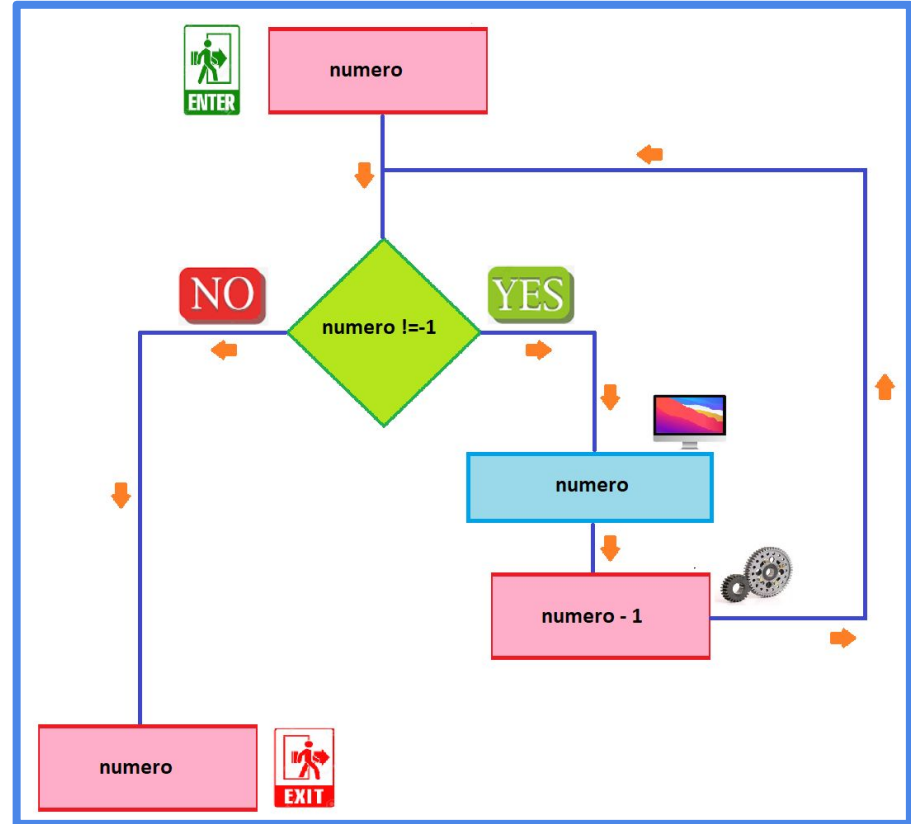 numero
ENTER
NO
YES
numero !=-1
numero
numero - 1
numero
EXIT